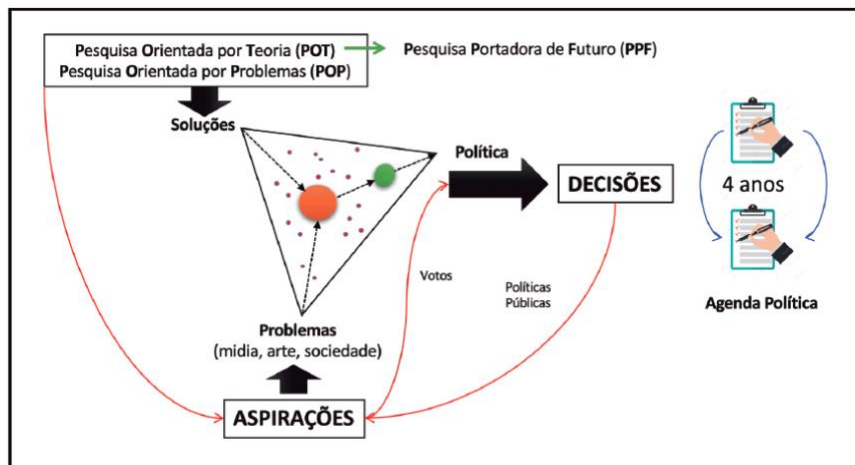 Pesquisa Orientada por Teoria (POT)
Pesquisa Portadora de Futuro (PPF)
Pesquisa Orientada por Problemas (POP)
Soluções
Política
DECISÕES
4 anos
Votos
Políticas
Públicas
Agenda Política
Problemas
(midia, arte, sociedade)
ASPIRAÇÕES